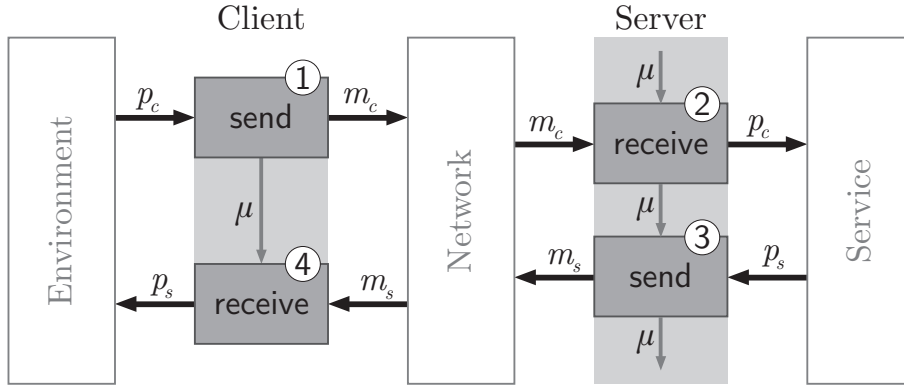 Client
Server
Environment
p_c
① send
m_c
μ
p_s
④ receive
m_s
Network
m_c
μ
② receive
p_c
μ
m_s
③ send
p_s
μ
Service